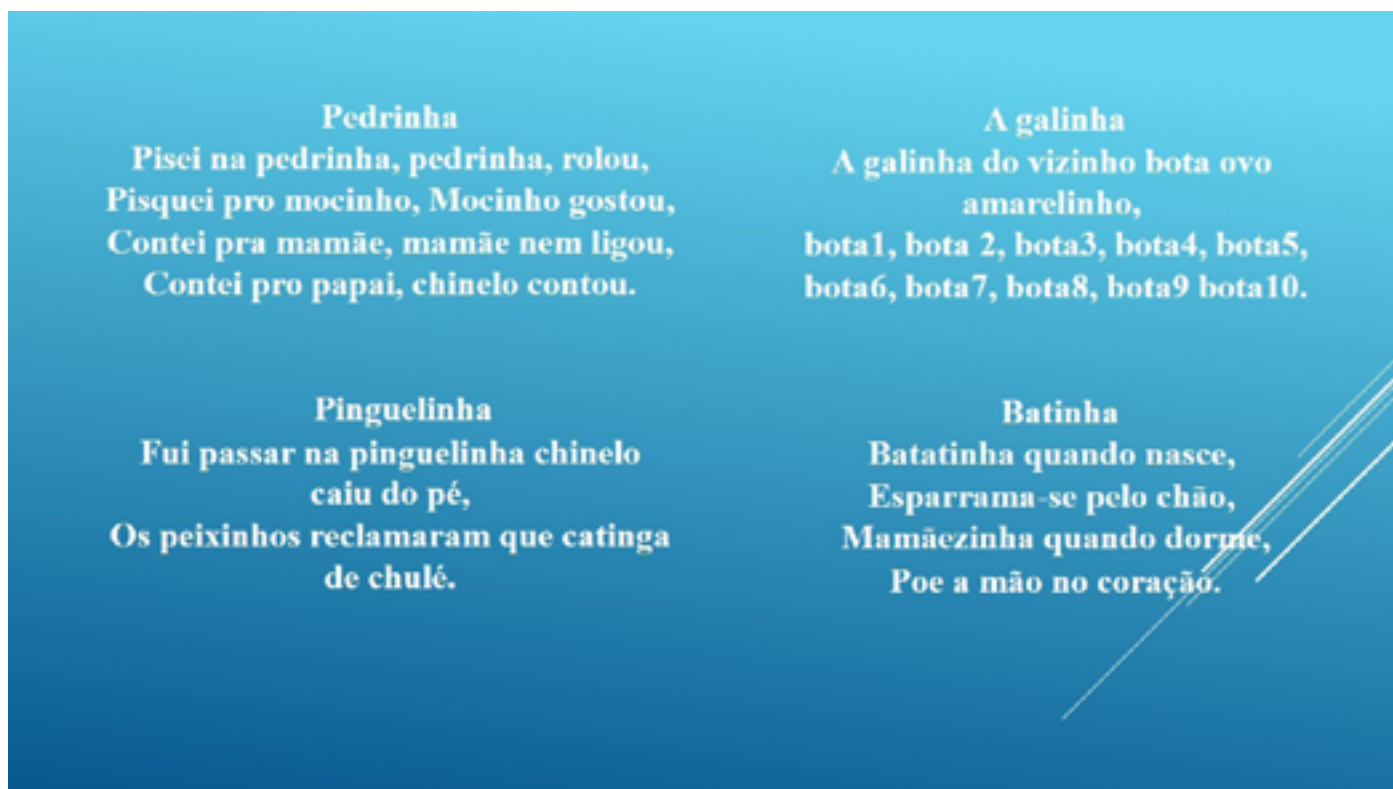 Pedrinha
Pisei na pedrinha, pedrinha, rolou,
Pisquei pro mocinho, Mocinho gostou,
Contei pra mamãe, mamãe nem ligou,
Contei pro papai, chinelo contou.
Pinguelinha
Fui passar na pinguelinha chinelo
caiu do pé,
Os peixinhos reclamaram que catinga
de chulé.
A galinha
A galinha do vizinho bota ovo
amarelinho,
bota1, bota 2, bota3, bota4, bota5,
bota6, bota7, bota8, bota9 bota10.
Batinha
Batatinha quando nasce,
Esparrama-se pelo chão,
Mamãezinha quando dorme,
Poe a mão no coração.